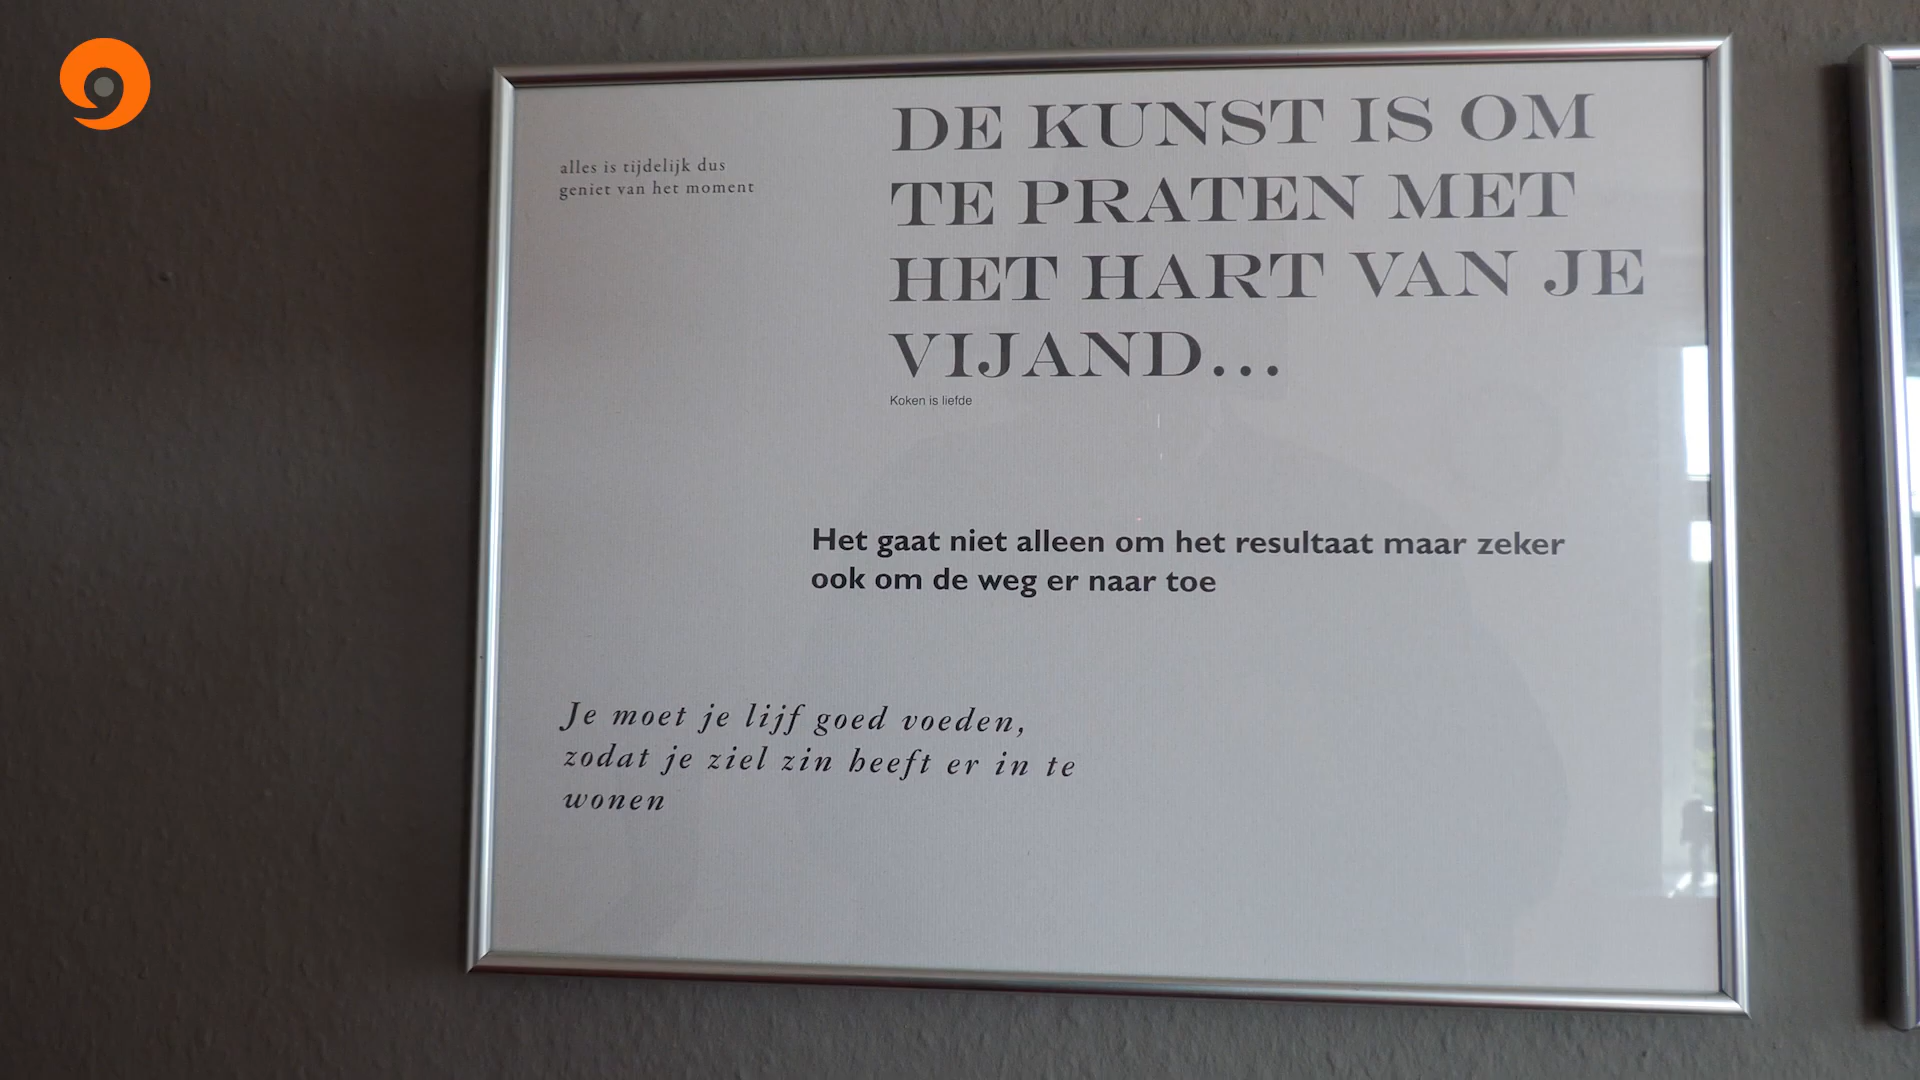 alles is tijdelijk dus
geniet van het moment
DE KUNST IS OM
TE PRATEN MET
HET HART VAN JE
VIJAND...
Koken is liefde
Het gaat niet alleen om het resultaat maar zeker
ook om de weg er naar toe
Je moet je lijf goed voeden,
zodat je ziel zin heeft er in te
wonen